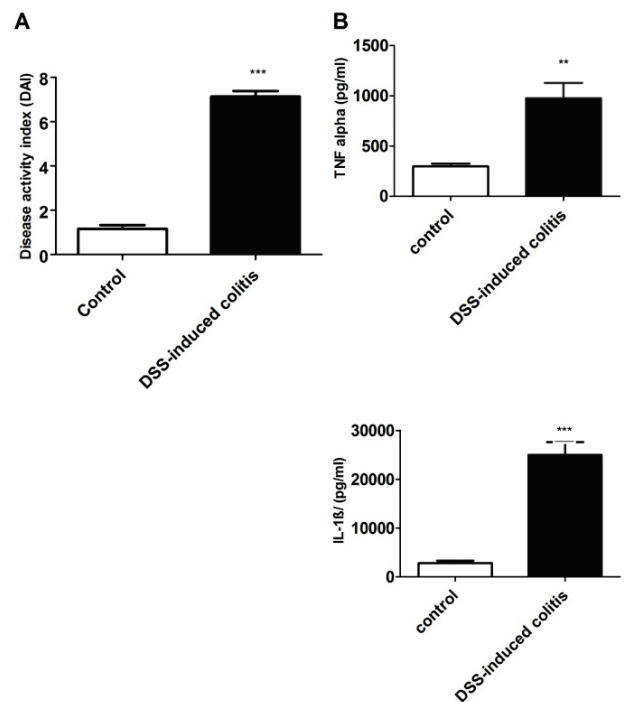 A
Disease activity index (DAI)
8
6
4
2
0
***
Control
DSS-induced colitis
B
TNF alpha (pg/ml)
1500
1000
500
0
**
control
DSS-induced colitis
IL-1ß/ (pg/ml)
30000
20000
10000
0
***
control
DSS-induced colitis